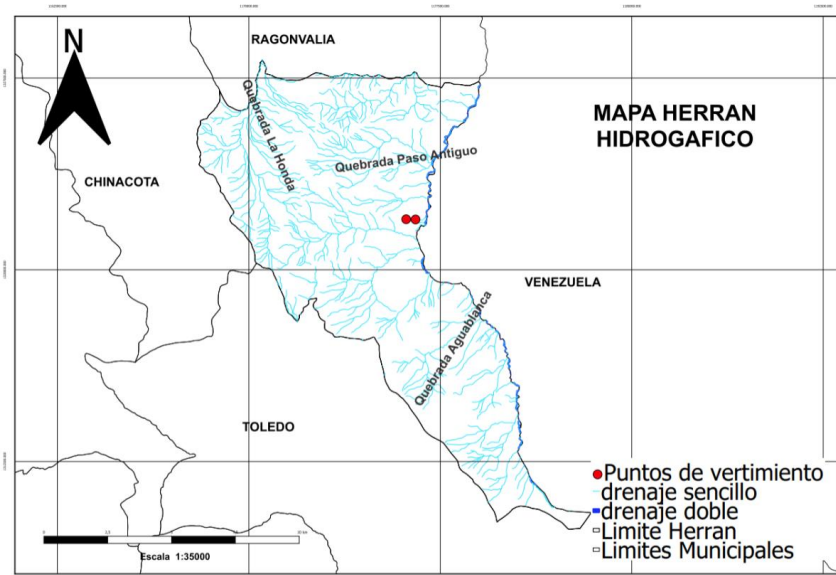 RAGONVALIA
N
MAPA HERRAN
HIDROGAFICO
Quebrada La Honda
Quebrada Paso Antiguo
CHINACOTA
VENEZUELA
Quebrada Aguablanca
TOLEDO
Puntos de vertimiento
drenaje sencillo
drenaje doble
Limite Herran
Limites Municipales
Escala 1:35000